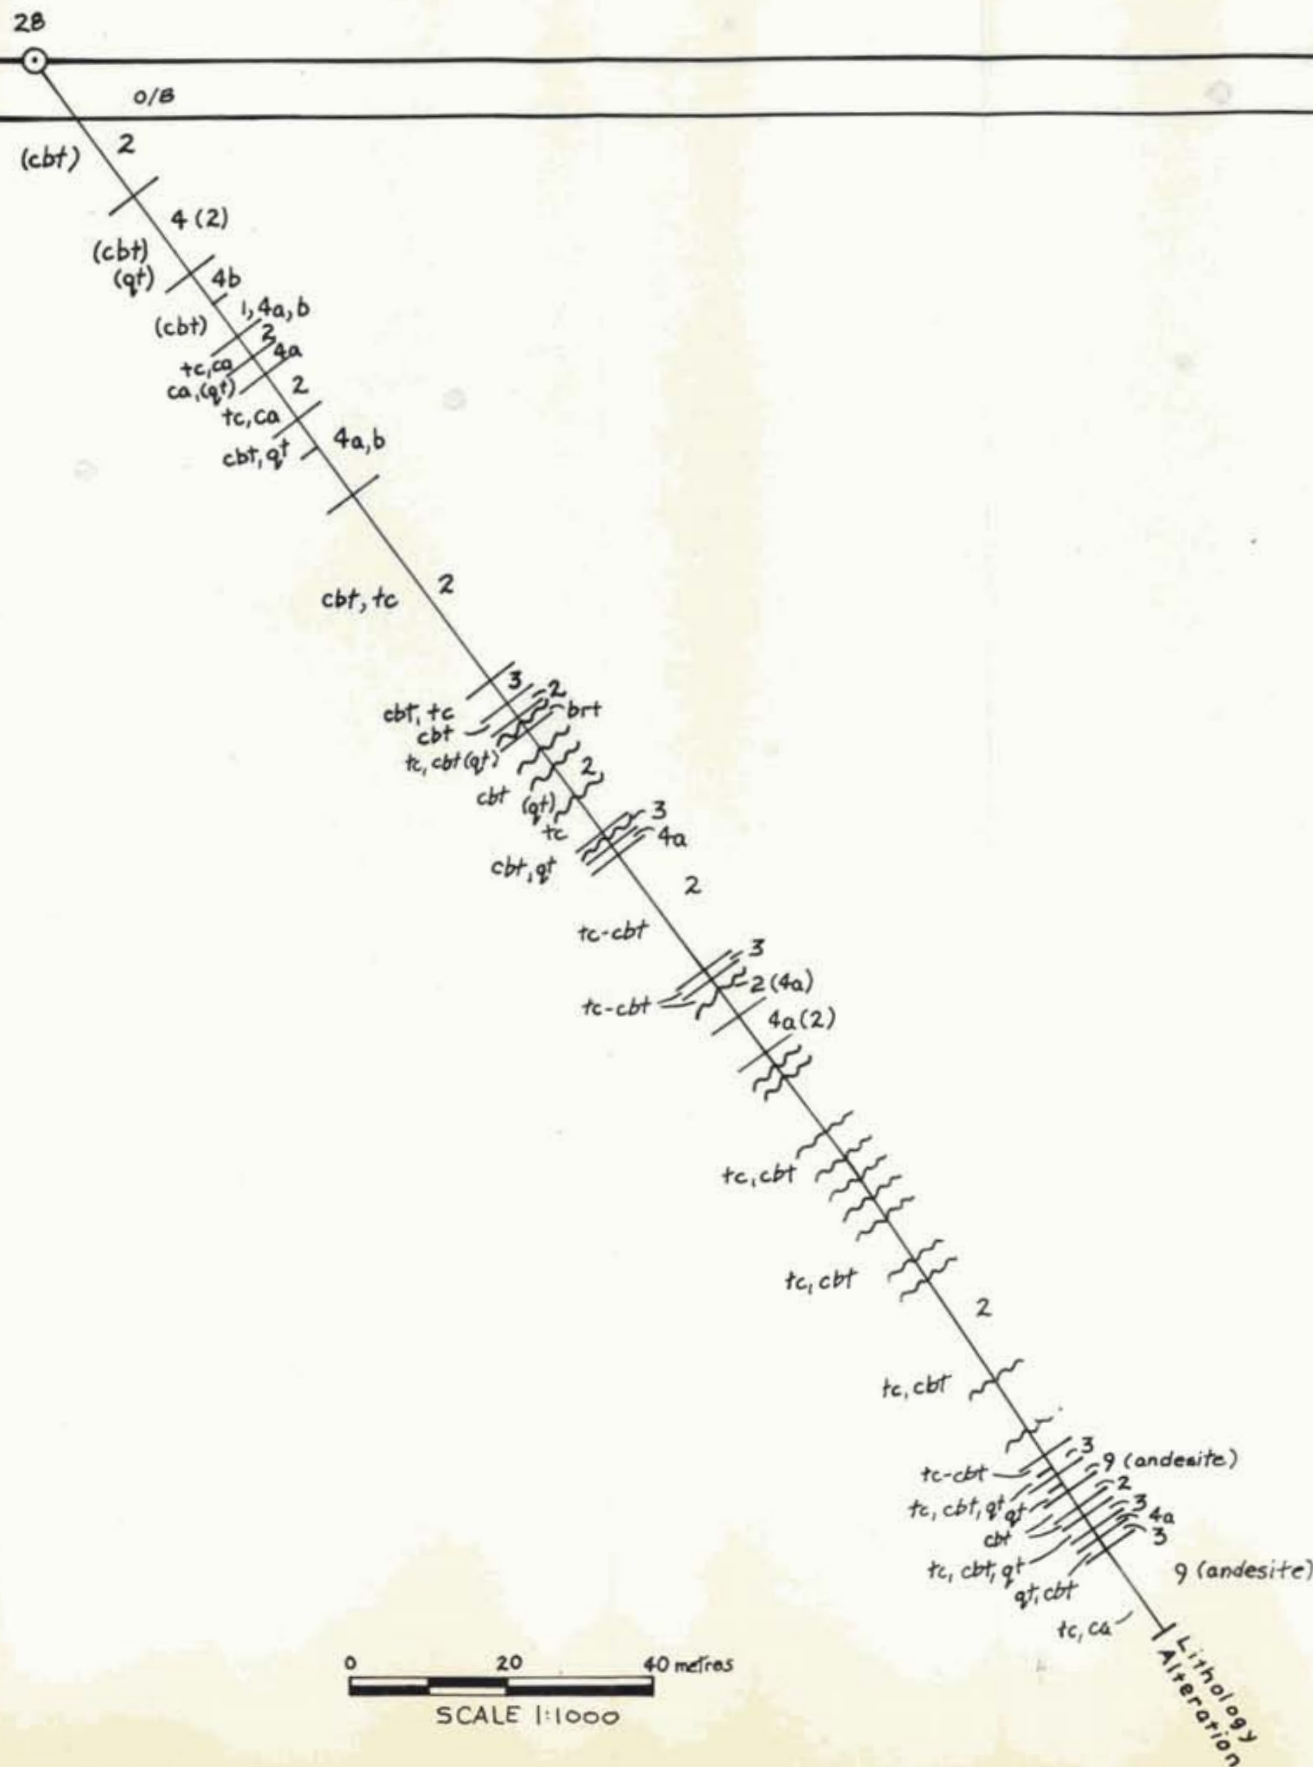 28
O/B
(cbt)
2
4 (2)
(cbt)
(qt)
4b
1, 4a, b
(cbt)
2
4a
tc, ca
ca, (qt)
2
tc, ca
4a, b
cbt, qt
2
cbt, tc
3
2
brt
cbt, tc
cbt
tc, cbt (qt)
2
cbt
(qt)
3
tc
4a
cbt, qt
2
tc-cbt
3
2 (4a)
tc-cbt
4a (2)
tc, cbt
tc, cbt
2
tc, cbt
3
9 (andesite)
tc-cbt
2
tc, cbt, qt
qt
3
4a
cbt
3
tc, cbt, qt
9 (andesite)
qt, cbt
tc, ca
Lithology
Alteration
0 20 40 metres
SCALE 1:1000